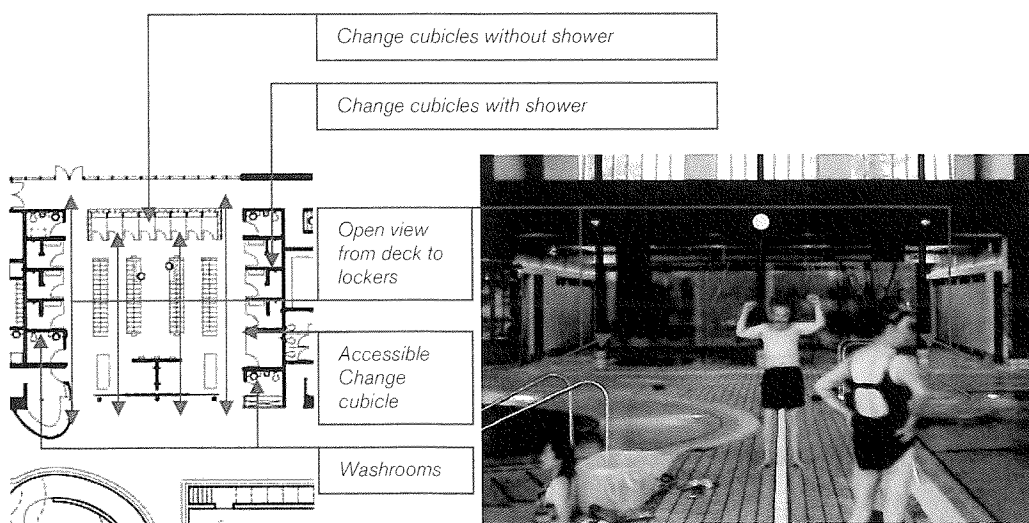 Change cubicles without shower
Change cubicles with shower
Open view
from deck to
lockers
Accessible
Change
cubicle
Washrooms